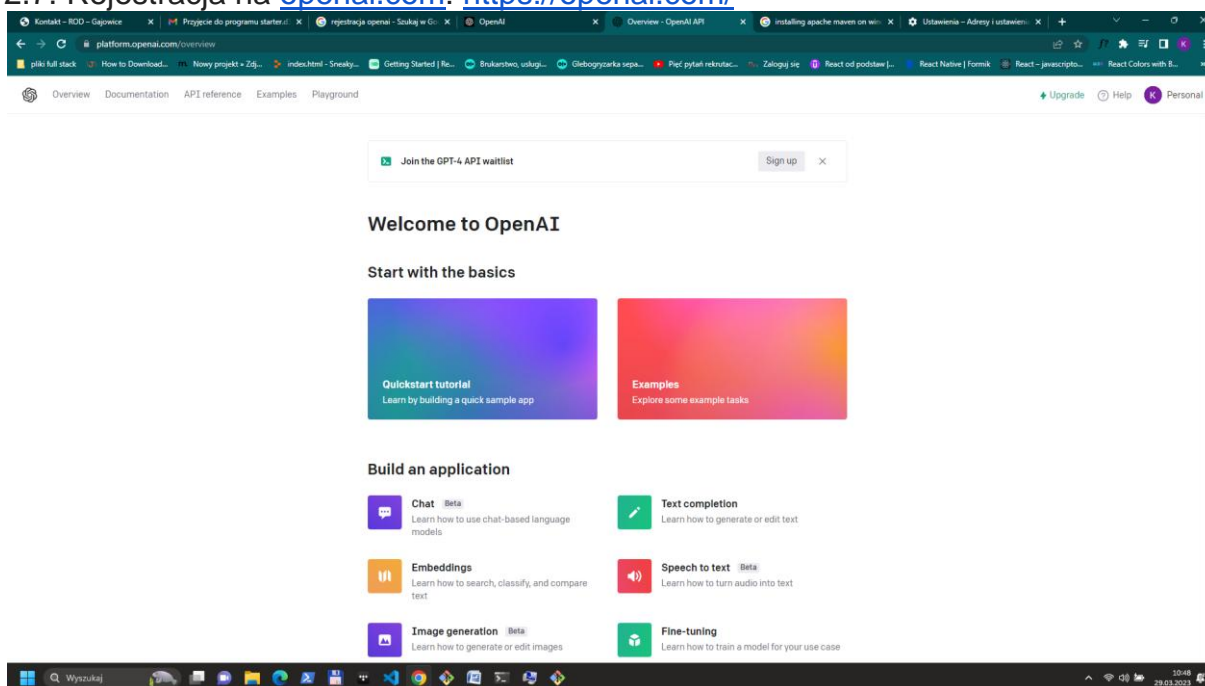 2.7. Rejestracja na openai.com: https://openai.com/
Kontakt – ROD – Gajowice
Przyjęcie do programu starter.
rejestracja openai - Szukaj w Go
OpenAI
Overview - OpenAI API
installing apache maven on win
Ustawienia – Adresy i ustawieni
platform.openai.com/overview
pliki full stack
How to Download...
Nowy projekt » Zdj...
index.html - Sneaky...
Getting Started | Re...
Brukarstwo, usługi...
Glebogryzarka sepa...
Pięć pytań rekrutac...
Zaloguj się
React od podstaw |...
React Native | Formik
React – javascripto...
React Colors with B...
Overview
Documentation
API reference
Examples
Playground
Upgrade
Help
K
Personal
Join the GPT-4 API waitlist
Sign up
Welcome to OpenAI
Start with the basics
Quickstart tutorial
Learn by building a quick sample app
Examples
Explore some example tasks
Build an application
Chat Beta
Learn how to use chat-based language
models
Text completion
Learn how to generate or edit text
Embeddings
Learn how to search, classify, and compare
text
Speech to text Beta
Learn how to turn audio into text
Image generation Beta
Learn how to generate or edit images
Fine-tuning
Learn how to train a model for your use case
Wyszukaj
10:48
29.03.2023